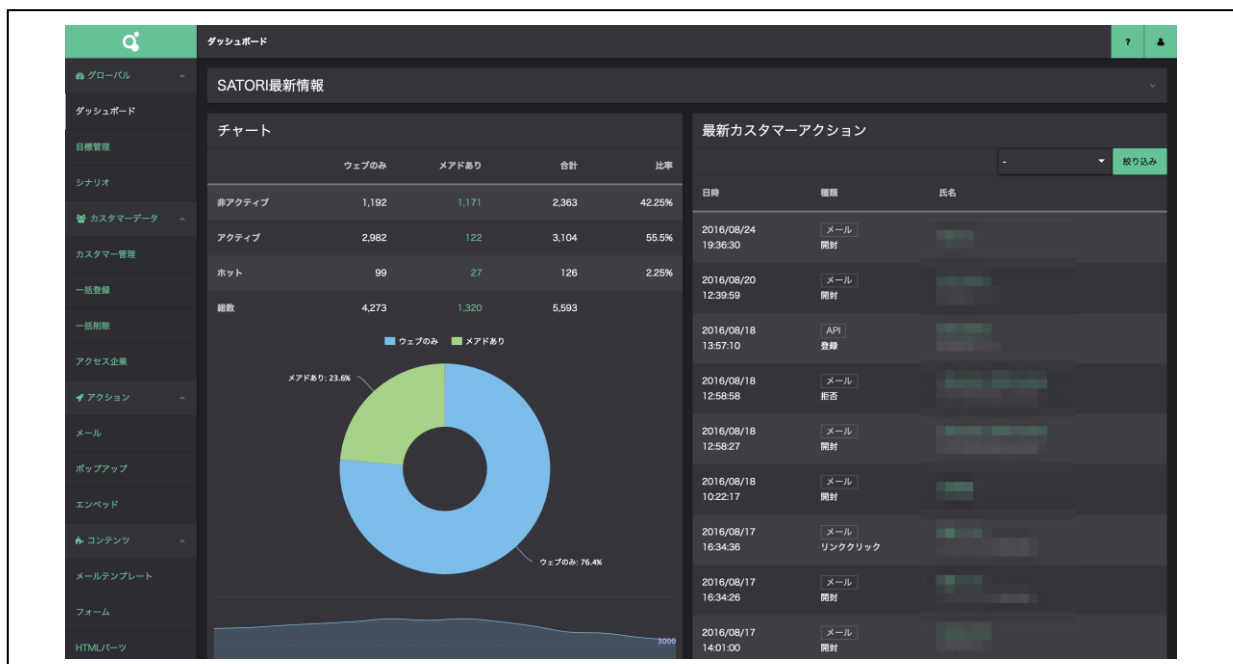 ダッシュボード
?
グローバル
ダッシュボード
目標管理
シナリオ
カスタマーデータ
カスタマー管理
一括登録
一括削除
アクセス企業
アクション
メール
ポップアップ
エンベッド
コンテンツ
メールテンプレート
フォーム
HTMLパーツ
SATORI最新情報
チャート
ウェブのみ メアドあり 合計 比率
非アクティブ 1,192 1,171 2,363 42.25%
アクティブ 2,982 122 3,104 55.5%
ホット 99 27 126 2.25%
総数 4,273 1,320 5,593
ウェブのみ メアドあり
メアドあり: 23.6%
ウェブのみ: 76.4%
3000
最新カスタマーアクション
- 絞り込み
日時 種類 氏名
2016/08/24 メール
19:36:30 開封
2016/08/20 メール
12:39:59 開封
2016/08/18 API
13:57:10 登録
2016/08/18 メール
12:58:58 拒否
2016/08/18 メール
12:58:27 開封
2016/08/18 メール
10:22:17 開封
2016/08/17 メール
16:34:36 リンククリック
2016/08/17 メール
16:34:26 開封
2016/08/17 メール
14:01:00 開封